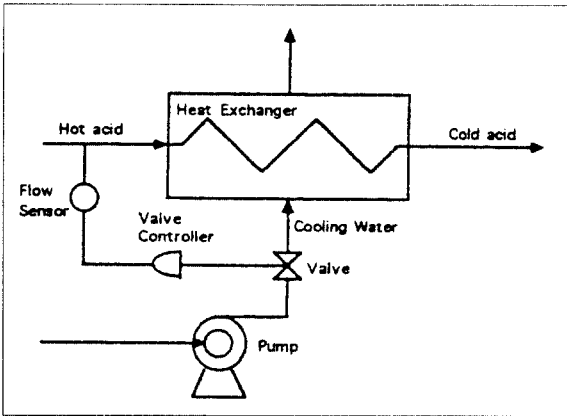 Heat Exchanger
Hot acid
Cold acid
Flow
Sensor
Valve
Controller
Cooling Water
Valve
Pump